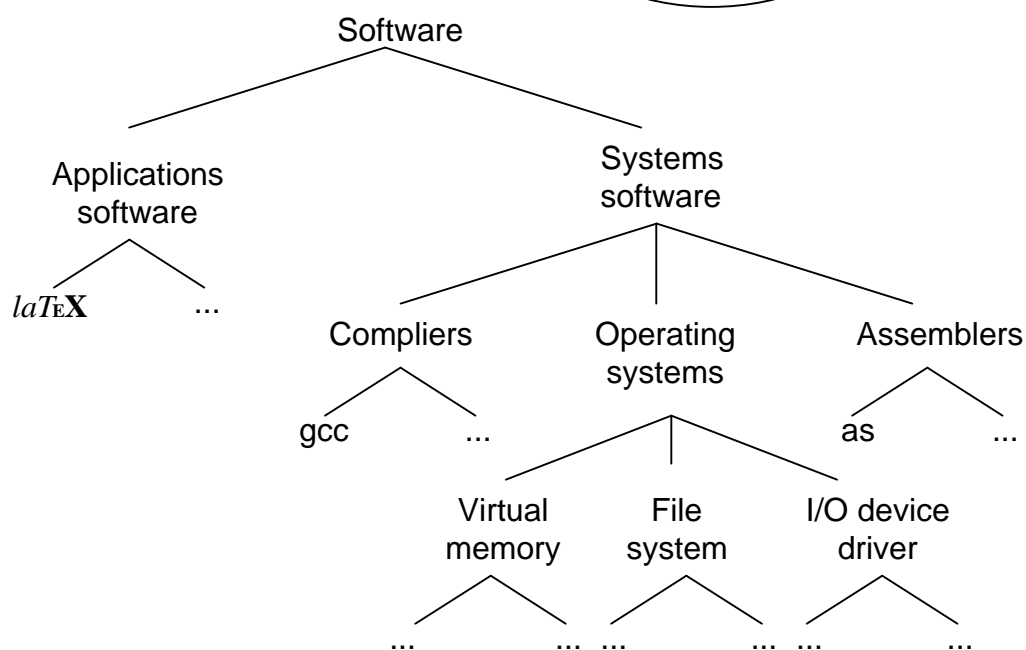 Software
Applications
software
Systems
software
laTEX
...
Compliers
Operating
systems
Assemblers
gcc
...
as
...
Virtual
memory
File
system
I/O device
driver
...
...
...
...
...
...